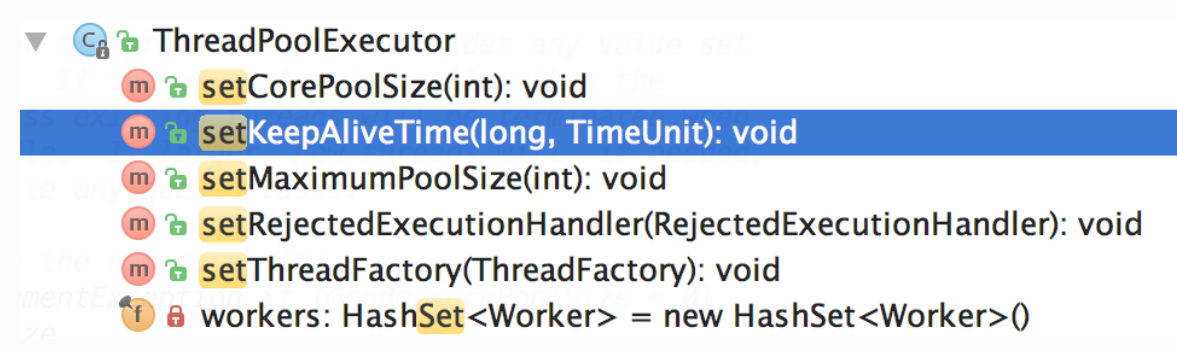 C ThreadPoolExecutor
m setCorePoolSize(int): void
m setKeepAliveTime(long, TimeUnit): void
m setMaximumPoolSize(int): void
m setRejectedExecutionHandler(RejectedExecutionHandler): void
m setThreadFactory(ThreadFactory): void
f workers: HashSet<Worker> = new HashSet<Worker>()